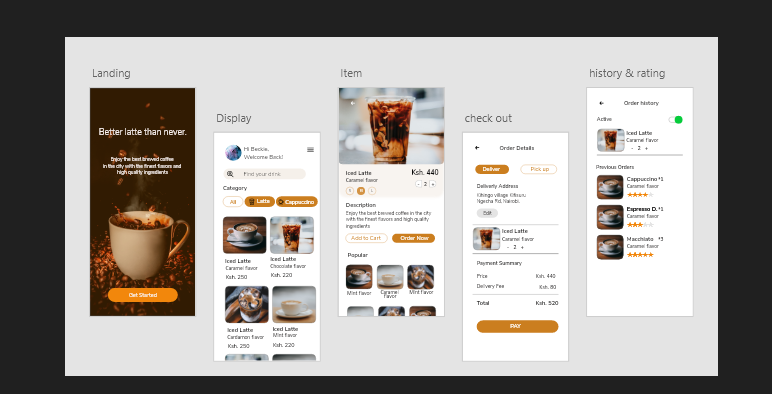 Landing
Better latte than never.
Enjoy the best brewed coffee
in the city with the finest flavors and
high quality ingredients
Get Started
Display
Hi Beckie,
Welcome Back!
Find your drink
Category
All
Latte
Cappuccino
Iced Latte
Caramel flavor
Ksh. 250
Iced Latte
Chocolate flavor
Ksh. 220
Iced Latte
Cardamon flavor
Ksh. 250
Iced Latte
Mint flavor
Ksh. 220
Item
Iced Latte
Ksh. 440
Caramel flavor
- 2 +
S M L
Description
Enjoy the best brewed coffee in the city
with the finest flavors and high quality
ingredients
Add to Cart
Order Now
Popular
Mint flavor
Caramel
flavor
Mint flavor
check out
Order Details
Deliver
Pick up
Delivery Address
Ngecha Rd, Nairobi.
Edit
Iced Latte
Caramel flavor
- 2 +
Payment Summary
Price
Ksh. 440
Delivery Fee
Ksh. 80
Total
Ksh. 520
PAY
history & rating
Order history
Active
Iced Latte
Caramel flavor
- 2 +
Previous Orders
Cappuccino *1
Caramel flavor
Espresso D. *3
Caramel flavor
Macchiato *3
Caramel flavor